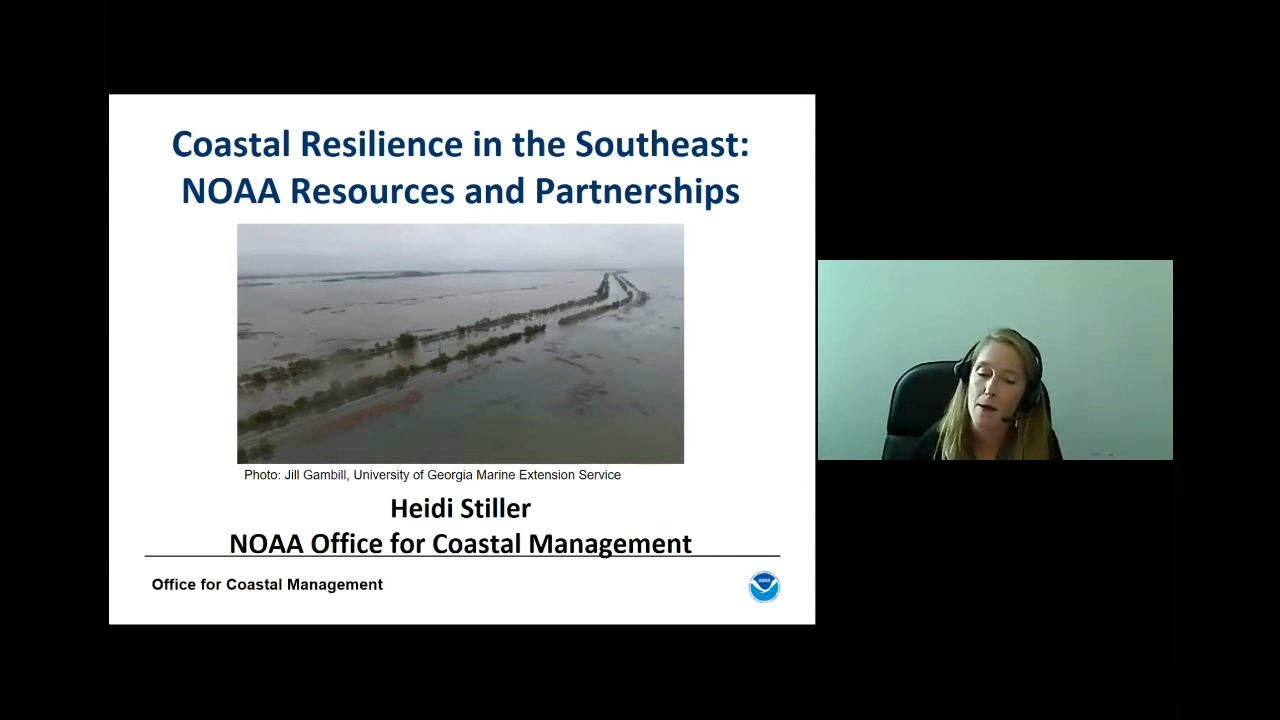 Coastal Resilience in the Southeast:
NOAA Resources and Partnerships
Photo: Jill Gambill, University of Georgia Marine Extension Service
Heidi Stiller
NOAA Office for Coastal Management
Office for Coastal Management
NOAA